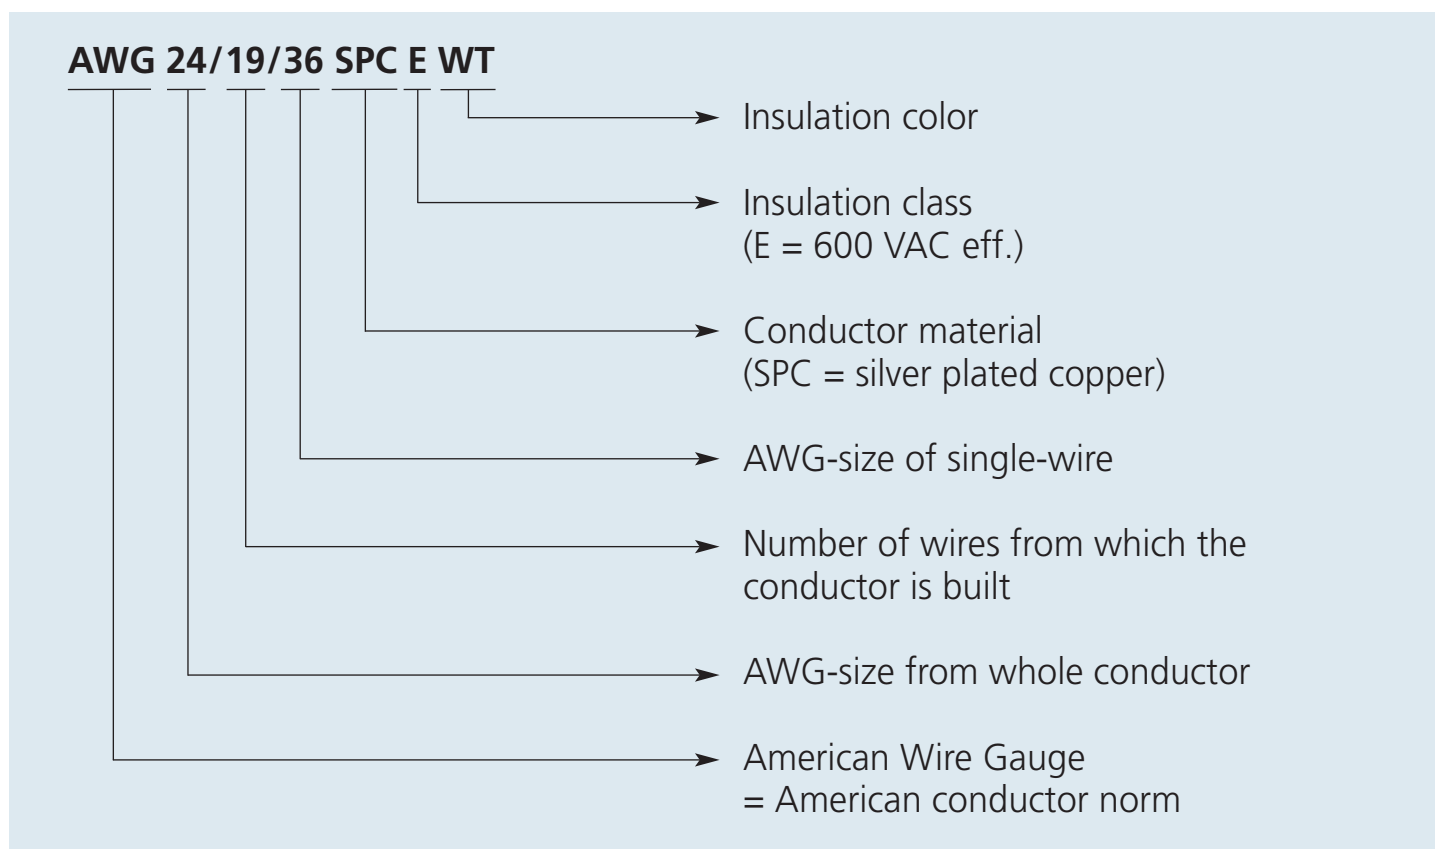 AWG 24/19/36 SPC E WT
Insulation color
Insulation class
(E = 600 VAC eff.)
Conductor material
(SPC = silver plated copper)
AWG-size of single-wire
Number of wires from which the
conductor is built
AWG-size from whole conductor
American Wire Gauge
= American conductor norm